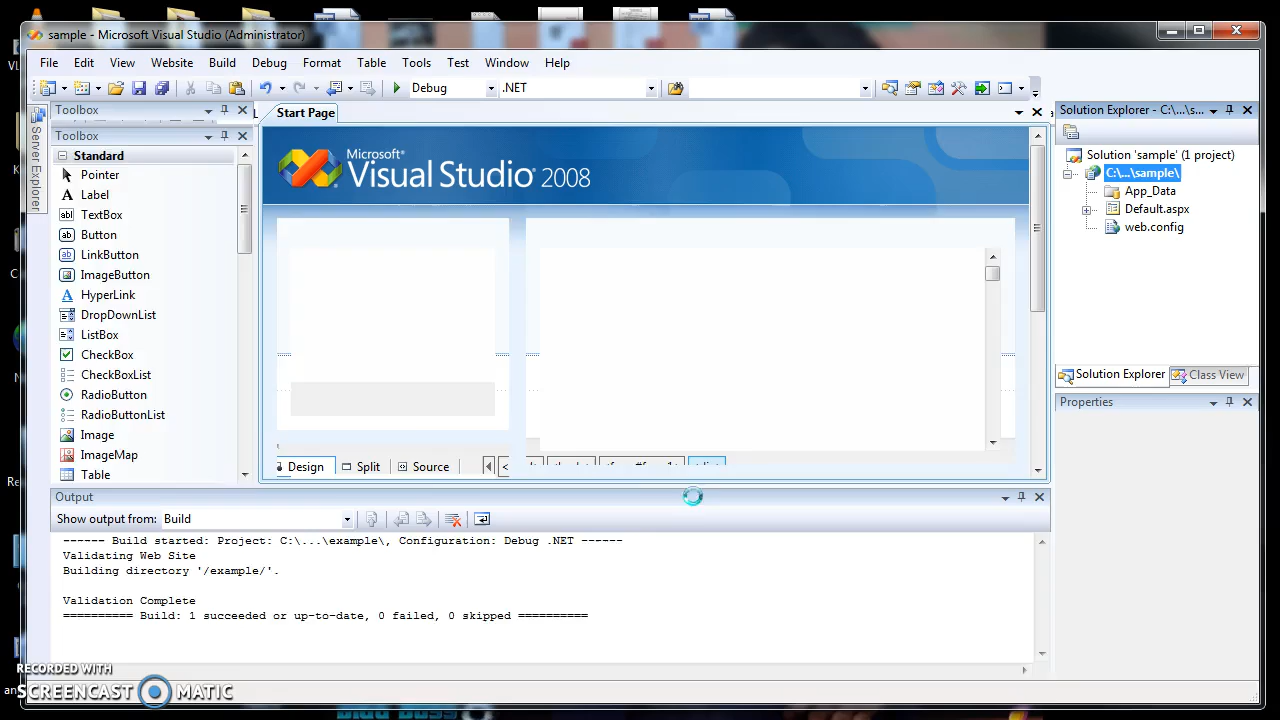 sample - Microsoft Visual Studio (Administrator)
File Edit View Website Build Debug Format Table Tools Test Window Help
Debug .NET
Toolbox
Start Page
Solution Explorer - C:\...\s...
Server Explorer
Toolbox
Standard
Pointer
Label
TextBox
Button
LinkButton
ImageButton
HyperLink
DropDownList
ListBox
CheckBox
CheckBoxList
RadioButton
RadioButtonList
Image
ImageMap
Table
Microsoft®
Visual Studio 2008
Design Split Source
Solution 'sample' (1 project)
C:\...\sample\
App_Data
Default.aspx
web.config
Solution Explorer Class View
Properties
Output
Show output from: Build
------ Build started: Project: C:\...\example\, Configuration: Debug .NET ------
Validating Web Site
Building directory '/example/'.
Validation Complete
========== Build: 1 succeeded or up-to-date, 0 failed, 0 skipped ==========
RECORDED WITH
SCREENCAST MATIC